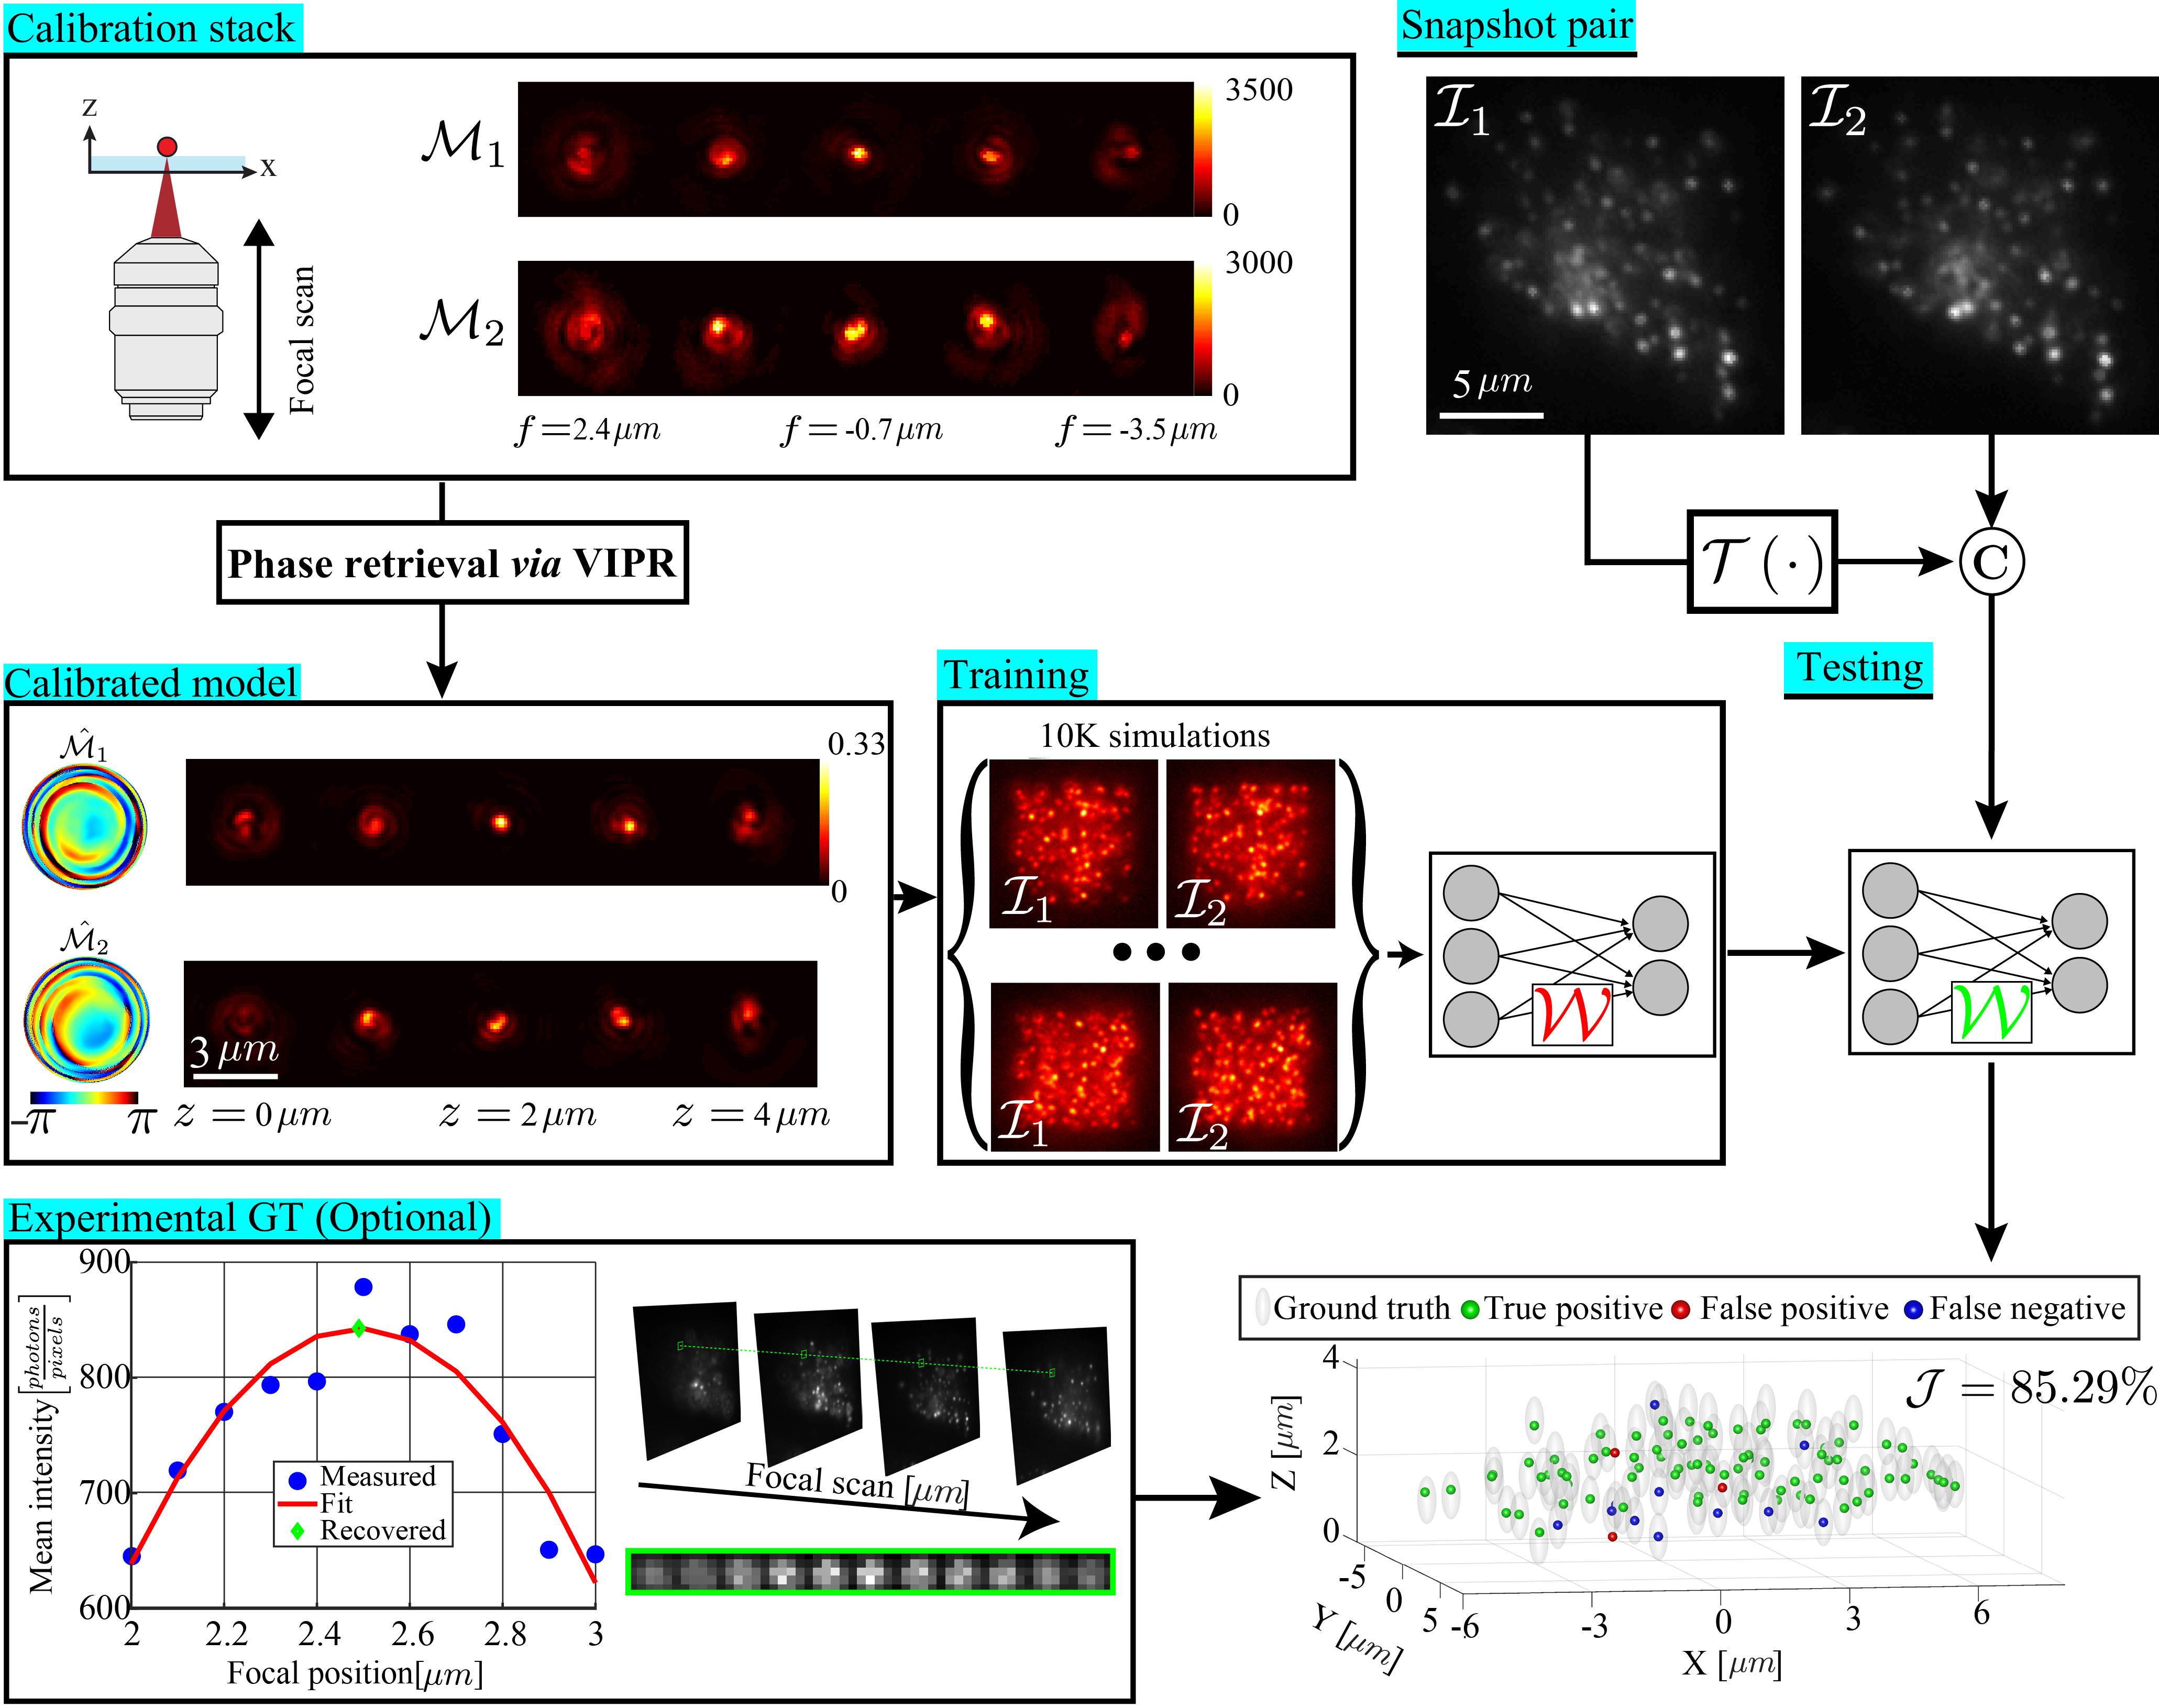 Calibration stack
z
x
Focal scan
ℳ1
3500
0
ℳ2
3000
0
f =2.4 μm
f = -0.7 μm
f = -3.5 μm
Snapshot pair
ℐ1
ℐ2
5 μm
𝒯 (·)
C
Phase retrieval via VIPR
Calibrated model
ℳ̂1
0.33
0
ℳ̂2
3 μm
-π
π
z = 0 μm
z = 2 μm
z = 4 μm
Training
10K simulations
ℐ1
ℐ2
ℐ1
ℐ2
𝒲
Testing
𝒲
Experimental GT (Optional)
Mean intensity [photons/pixels]
900
800
700
600
2
2.2
2.4
2.6
2.8
3
Focal position[μm]
Measured
Fit
Recovered
Focal scan [μm]
Ground truth
True positive
False positive
False negative
𝒥 = 85.29%
Z [μm]
4
2
0
-5
0
5
Y [μm]
-6
-3
0
3
6
X [μm]